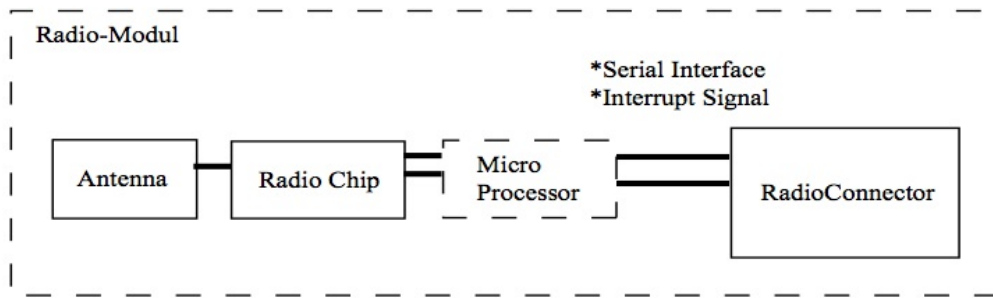 Radio-Modul
*Serial Interface
*Interrupt Signal
Antenna
Radio Chip
Micro
Processor
RadioConnector